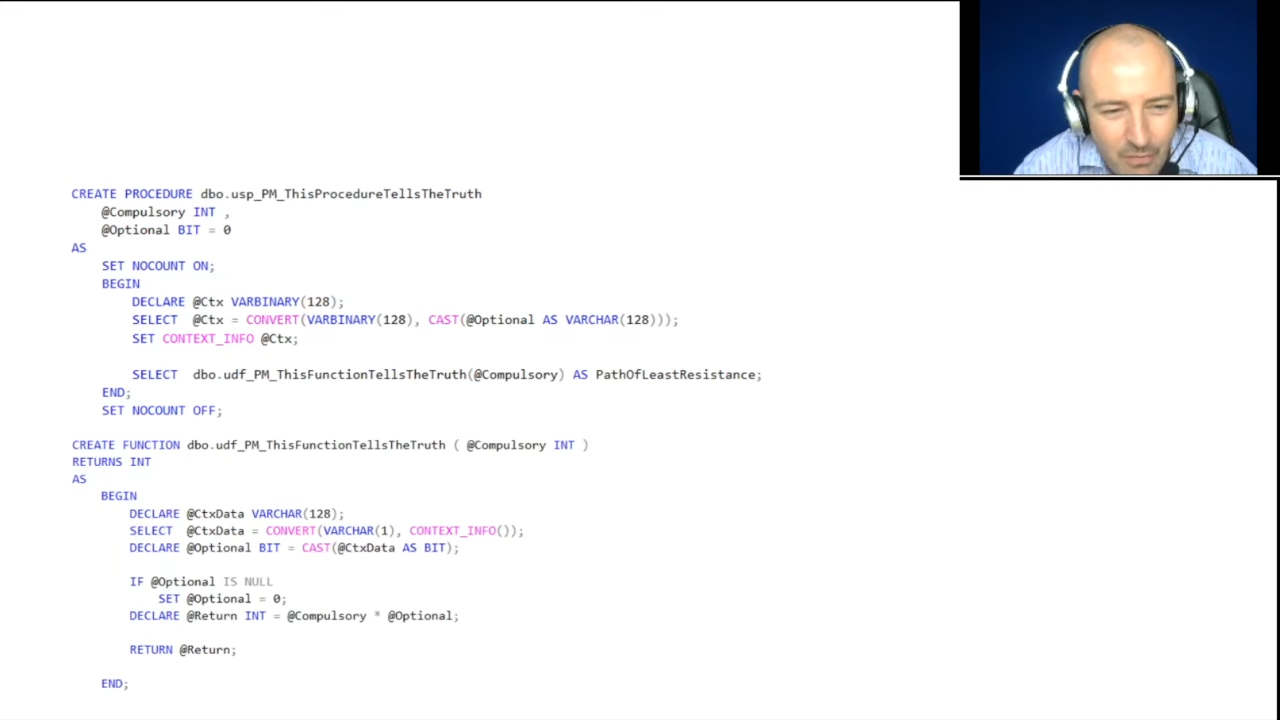 CREATE PROCEDURE dbo.usp_PM_ThisProcedureTellsTheTruth
@Compulsory INT ,
@Optional BIT = 0
AS
SET NOCOUNT ON;
BEGIN
DECLARE @Ctx VARBINARY(128);
SELECT @Ctx = CONVERT(VARBINARY(128), CAST(@Optional AS VARCHAR(128)));
SET CONTEXT_INFO @Ctx;
SELECT dbo.udf_PM_ThisFunctionTellsTheTruth(@Compulsory) AS PathOfLeastResistance;
END;
SET NOCOUNT OFF;
CREATE FUNCTION dbo.udf_PM_ThisFunctionTellsTheTruth ( @Compulsory INT )
RETURNS INT
AS
BEGIN
DECLARE @CtxData VARCHAR(128);
SELECT @CtxData = CONVERT(VARCHAR(1), CONTEXT_INFO());
DECLARE @Optional BIT = CAST(@CtxData AS BIT);
IF @Optional IS NULL
SET @Optional = 0;
DECLARE @Return INT = @Compulsory * @Optional;
RETURN @Return;
END;